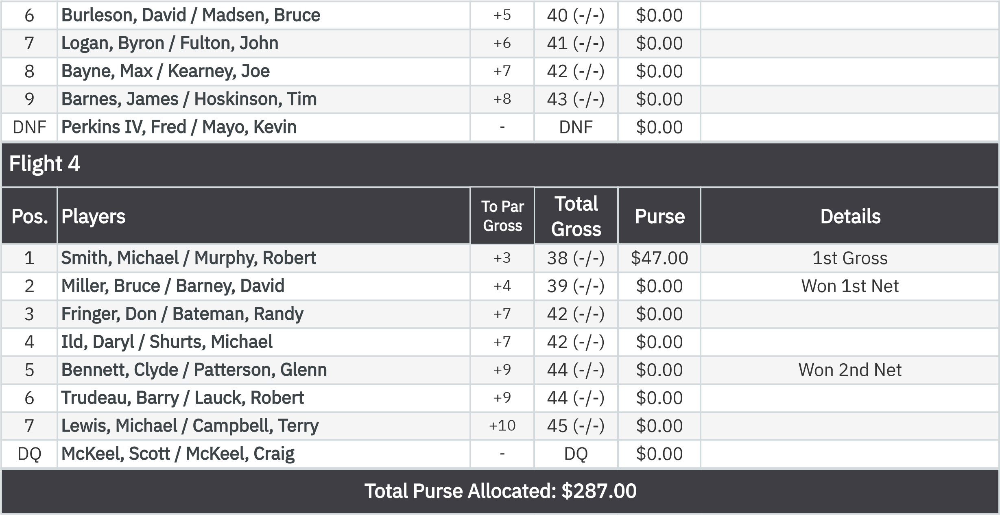 6 Burleson, David / Madsen, Bruce +5 40 (-/-) $0.00
7 Logan, Byron / Fulton, John +6 41 (-/-) $0.00
8 Bayne, Max / Kearney, Joe +7 42 (-/-) $0.00
9 Barnes, James / Hoskinson, Tim +8 43 (-/-) $0.00
DNF Perkins IV, Fred / Mayo, Kevin - DNF $0.00
Flight 4
Pos. Players To Par Gross Total Gross Purse Details
1 Smith, Michael / Murphy, Robert +3 38 (-/-) $47.00 1st Gross
2 Miller, Bruce / Barney, David +4 39 (-/-) $0.00 Won 1st Net
3 Fringer, Don / Bateman, Randy +7 42 (-/-) $0.00
4 Ild, Daryl / Shurts, Michael +7 42 (-/-) $0.00
5 Bennett, Clyde / Patterson, Glenn +9 44 (-/-) $0.00 Won 2nd Net
6 Trudeau, Barry / Lauck, Robert +9 44 (-/-) $0.00
7 Lewis, Michael / Campbell, Terry +10 45 (-/-) $0.00
DQ McKeel, Scott / McKeel, Craig - DQ $0.00
Total Purse Allocated: $287.00